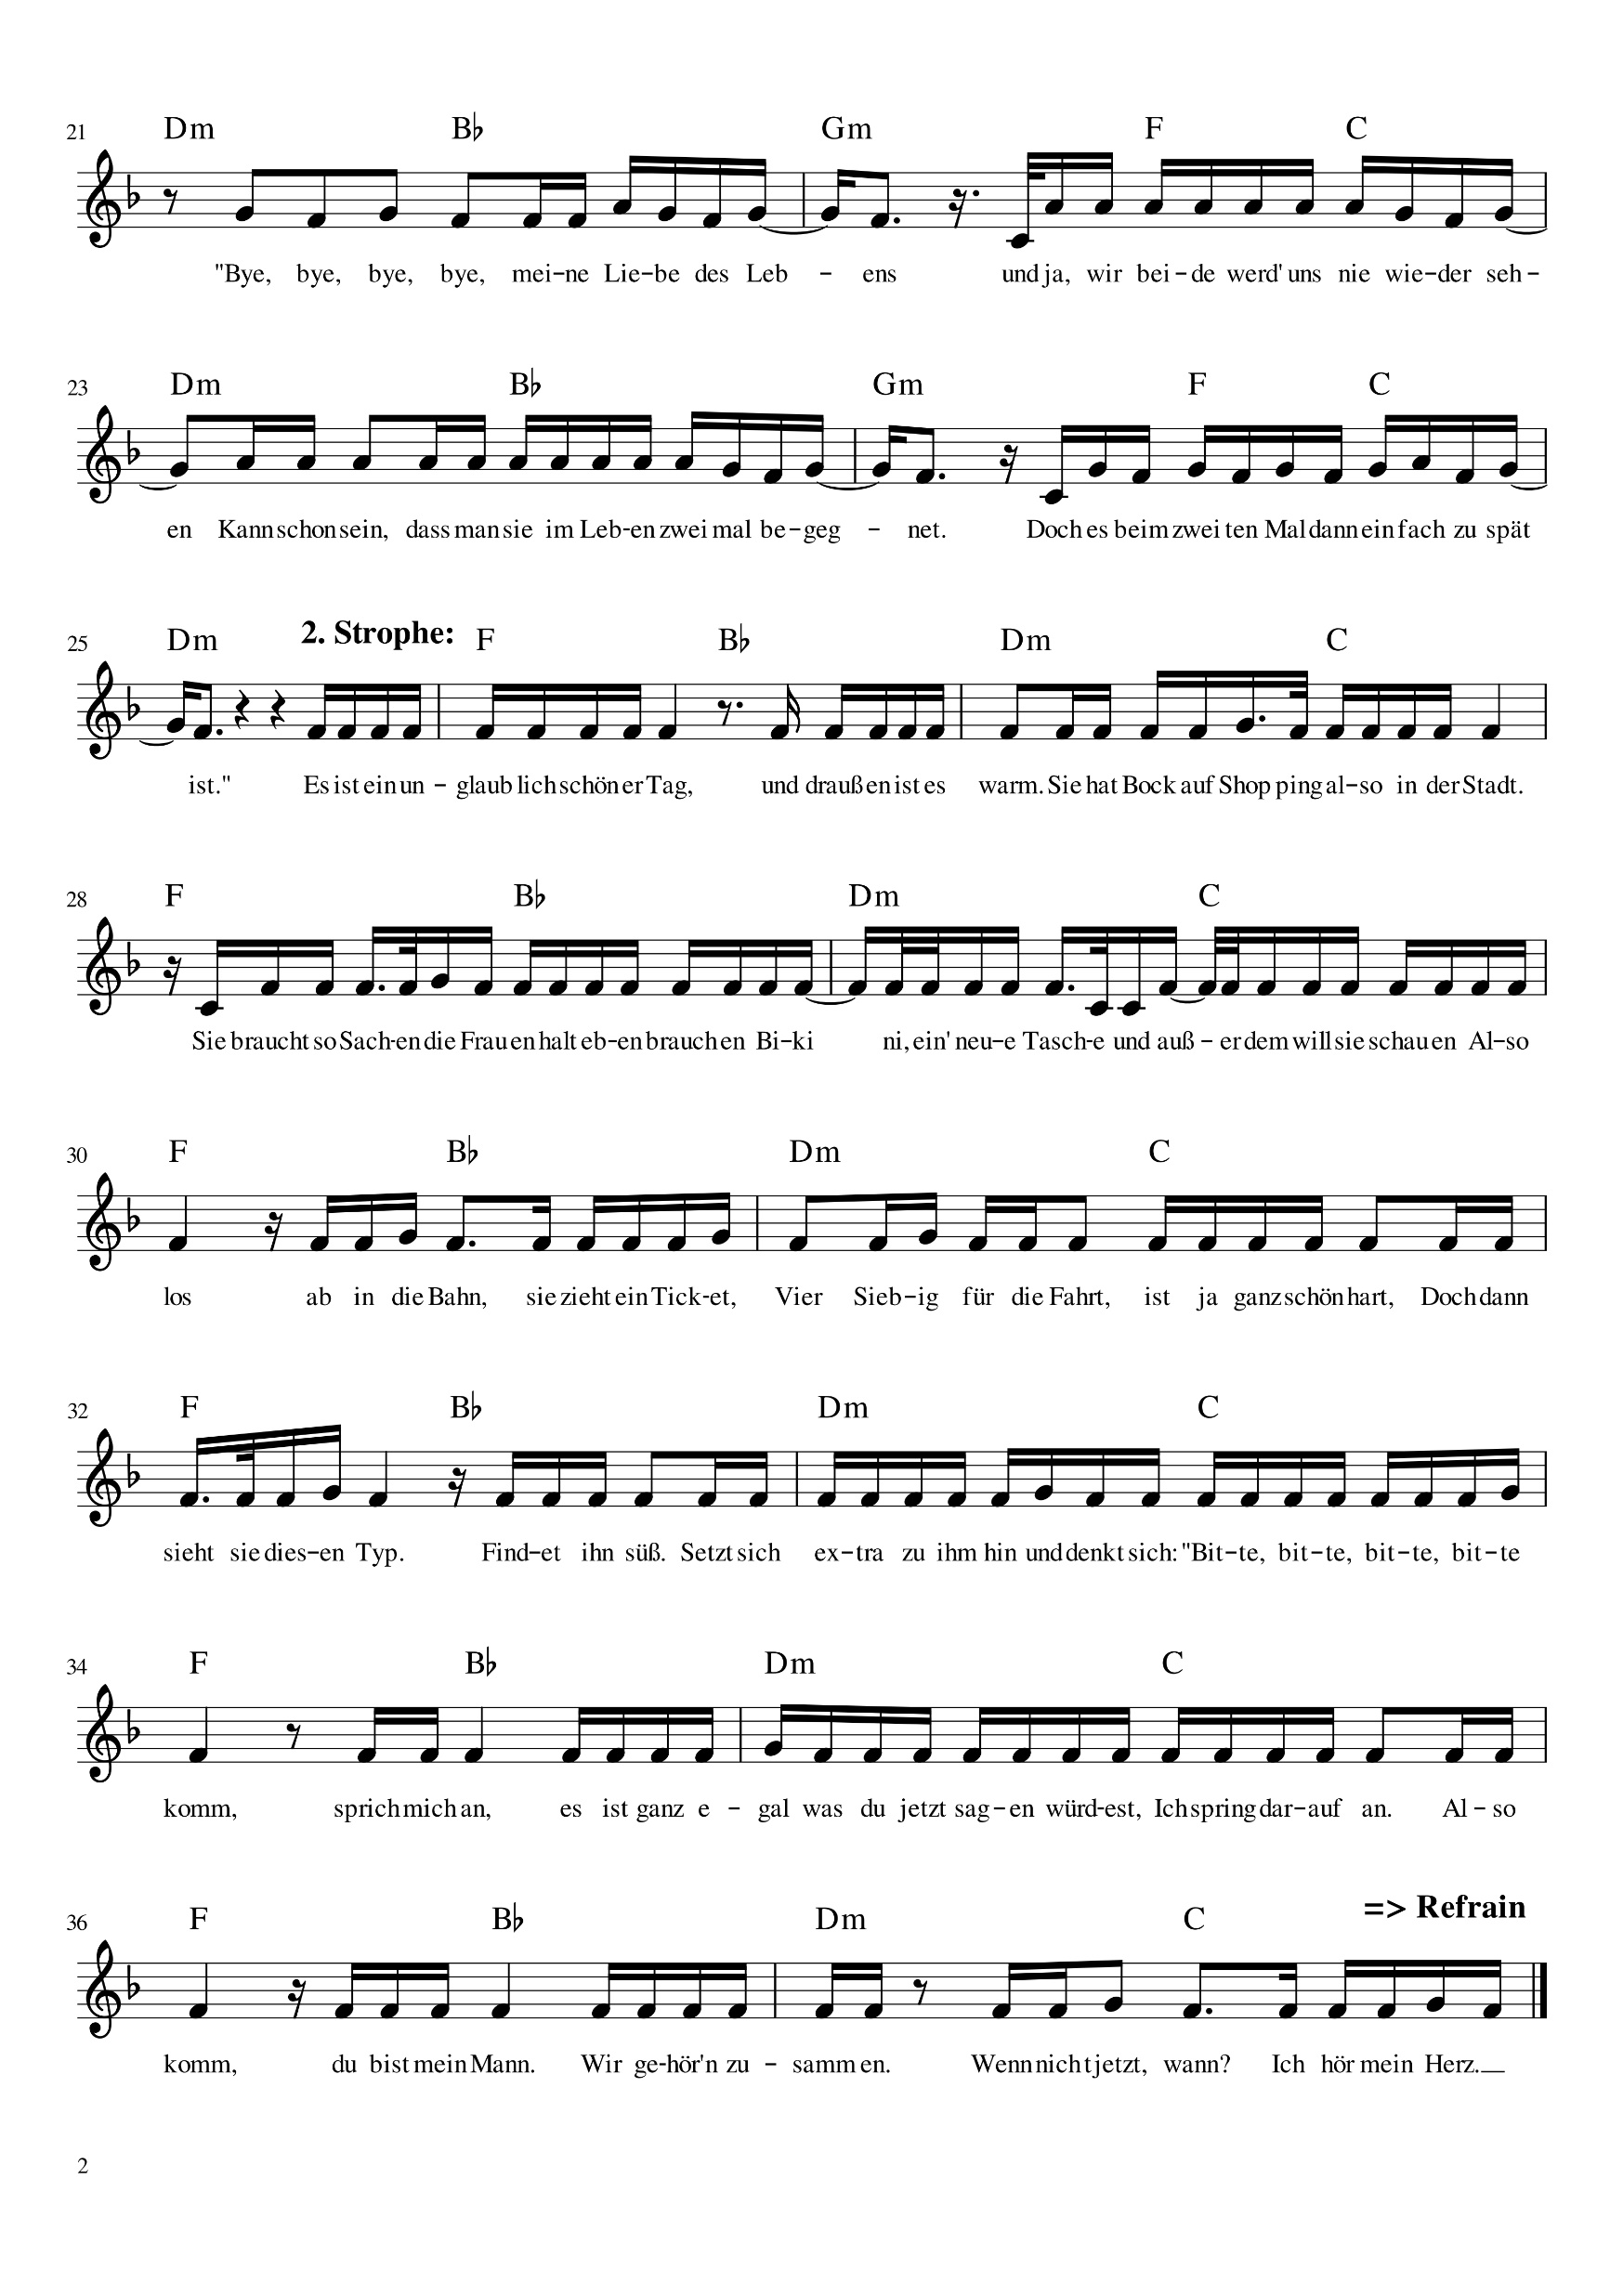 21 Dm Bb Gm F C
"Bye, bye, bye, bye, mei-ne Lie-be des Leb - ens und ja, wir bei-de werd' uns nie wie-der seh-
23 Dm Bb Gm F C
en Kann schon sein, dass man sie im Leb-en zwei mal be-geg - net. Doch es beim zwei ten Mal dann ein fach zu spät
2. Strophe:
25 Dm F Bb Dm C
ist." Es ist ein un - glaub lich schön er Tag, und drauß en ist es warm. Sie hat Bock auf Shop ping al-so in der Stadt.
28 F Bb Dm C
Sie braucht so Sach-en die Frau en halt eb-en brauch en Bi-ki ni, ein' neu-e Tasch-e und auß - er dem will sie schau en Al-so
30 F Bb Dm C
los ab in die Bahn, sie zieht ein Tick-et, Vier Sieb-ig für die Fahrt, ist ja ganz schön hart, Doch dann
32 F Bb Dm C
sieht sie dies-en Typ. Find-et ihn süß. Setzt sich ex-tra zu ihm hin und denkt sich: "Bit-te, bit-te, bit-te, bit-te
34 F Bb Dm C
komm, sprich mich an, es ist ganz e - gal was du jetzt sag-en würd-est, Ich spring dar-auf an. Al-so
=> Refrain
36 F Bb Dm C
komm, du bist mein Mann. Wir ge-hör'n zu - samm en. Wenn nicht jetzt, wann? Ich hör mein Herz. __
2